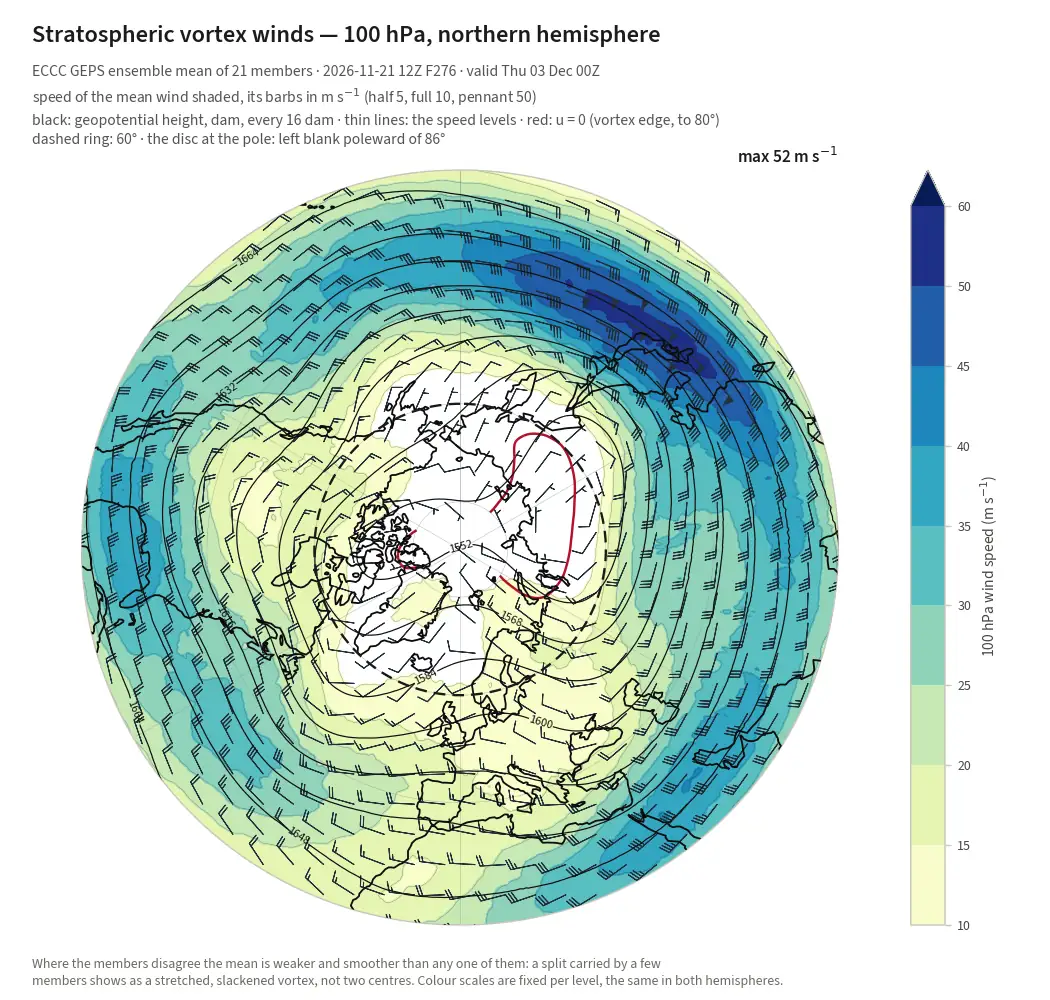 Stratospheric vortex winds — 100 hPa, northern hemisphere
ECCC GEPS ensemble mean of 21 members · 2026-11-21 12Z F276 · valid Thu 03 Dec 00Z
speed of the mean wind shaded, its barbs in m s⁻¹ (half 5, full 10, pennant 50)
black: geopotential height, dam, every 16 dam · thin lines: the speed levels · red: u = 0 (vortex edge, to 80°)
dashed ring: 60° · the disc at the pole: left blank poleward of 86°
max 52 m s⁻¹
1664
1632
1552
1568
1584
1600
1648
60
50
45
40
35
30
25
20
15
10
100 hPa wind speed (m s⁻¹)
Where the members disagree the mean is weaker and smoother than any one of them: a split carried by a few
members shows as a stretched, slackened vortex, not two centres. Colour scales are fixed per level, the same in both hemispheres.